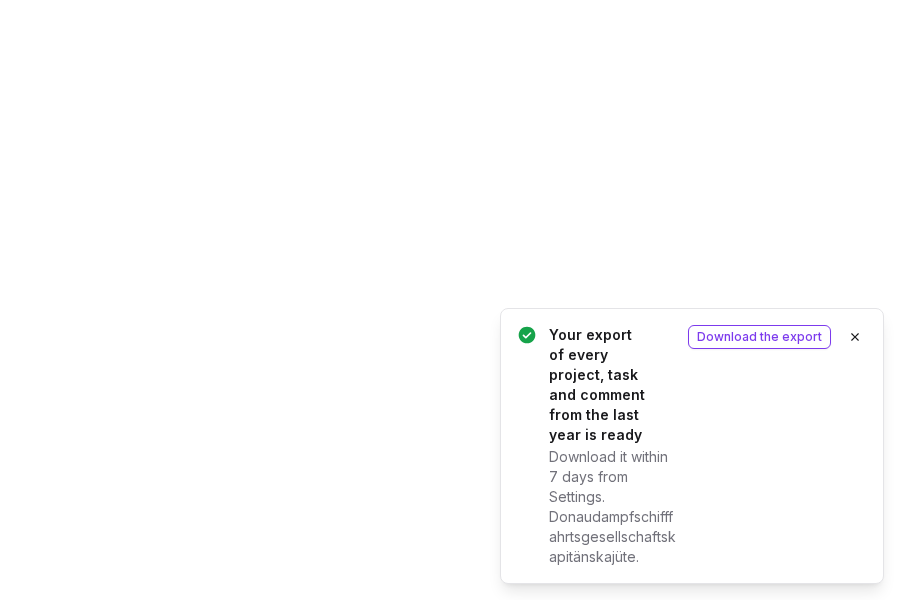 Your export
of every
project, task
and comment
from the last
year is ready
Download the export
Download it within
7 days from
Settings.
Donaudampfschifff
ahrtsgesellschaftsk
apitänskajüte.